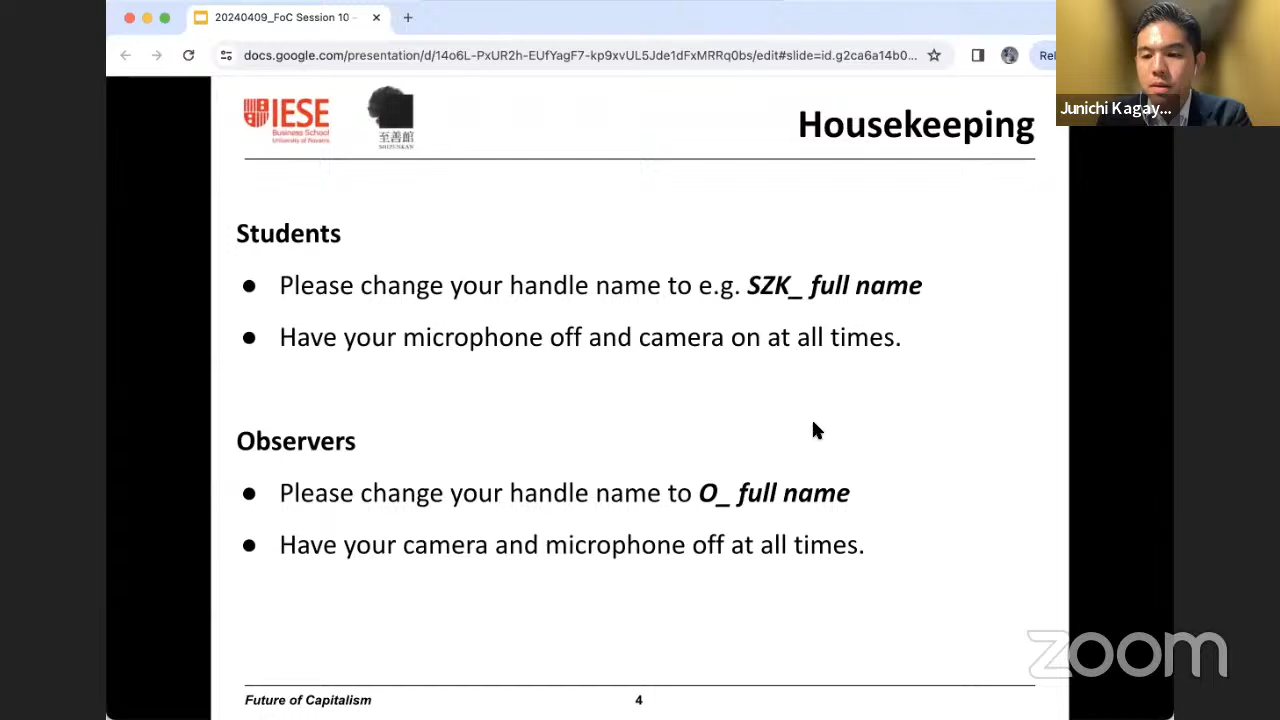 20240409_FoC Session 10 -
docs.google.com/presentation/d/14o6L-PxUR2h-EUfYagF7-kp9xvUL5Jde1dFxMRRq0bs/edit#slide=id.g2ca6a14b0...
Rel
Junichi Kagay...
IESE
Business School
University of Navarra
至善館
SHIZENKAN
Housekeeping
Students
● Please change your handle name to e.g. SZK_ full name
● Have your microphone off and camera on at all times.
Observers
● Please change your handle name to O_ full name
● Have your camera and microphone off at all times.
zoom
Future of Capitalism
4